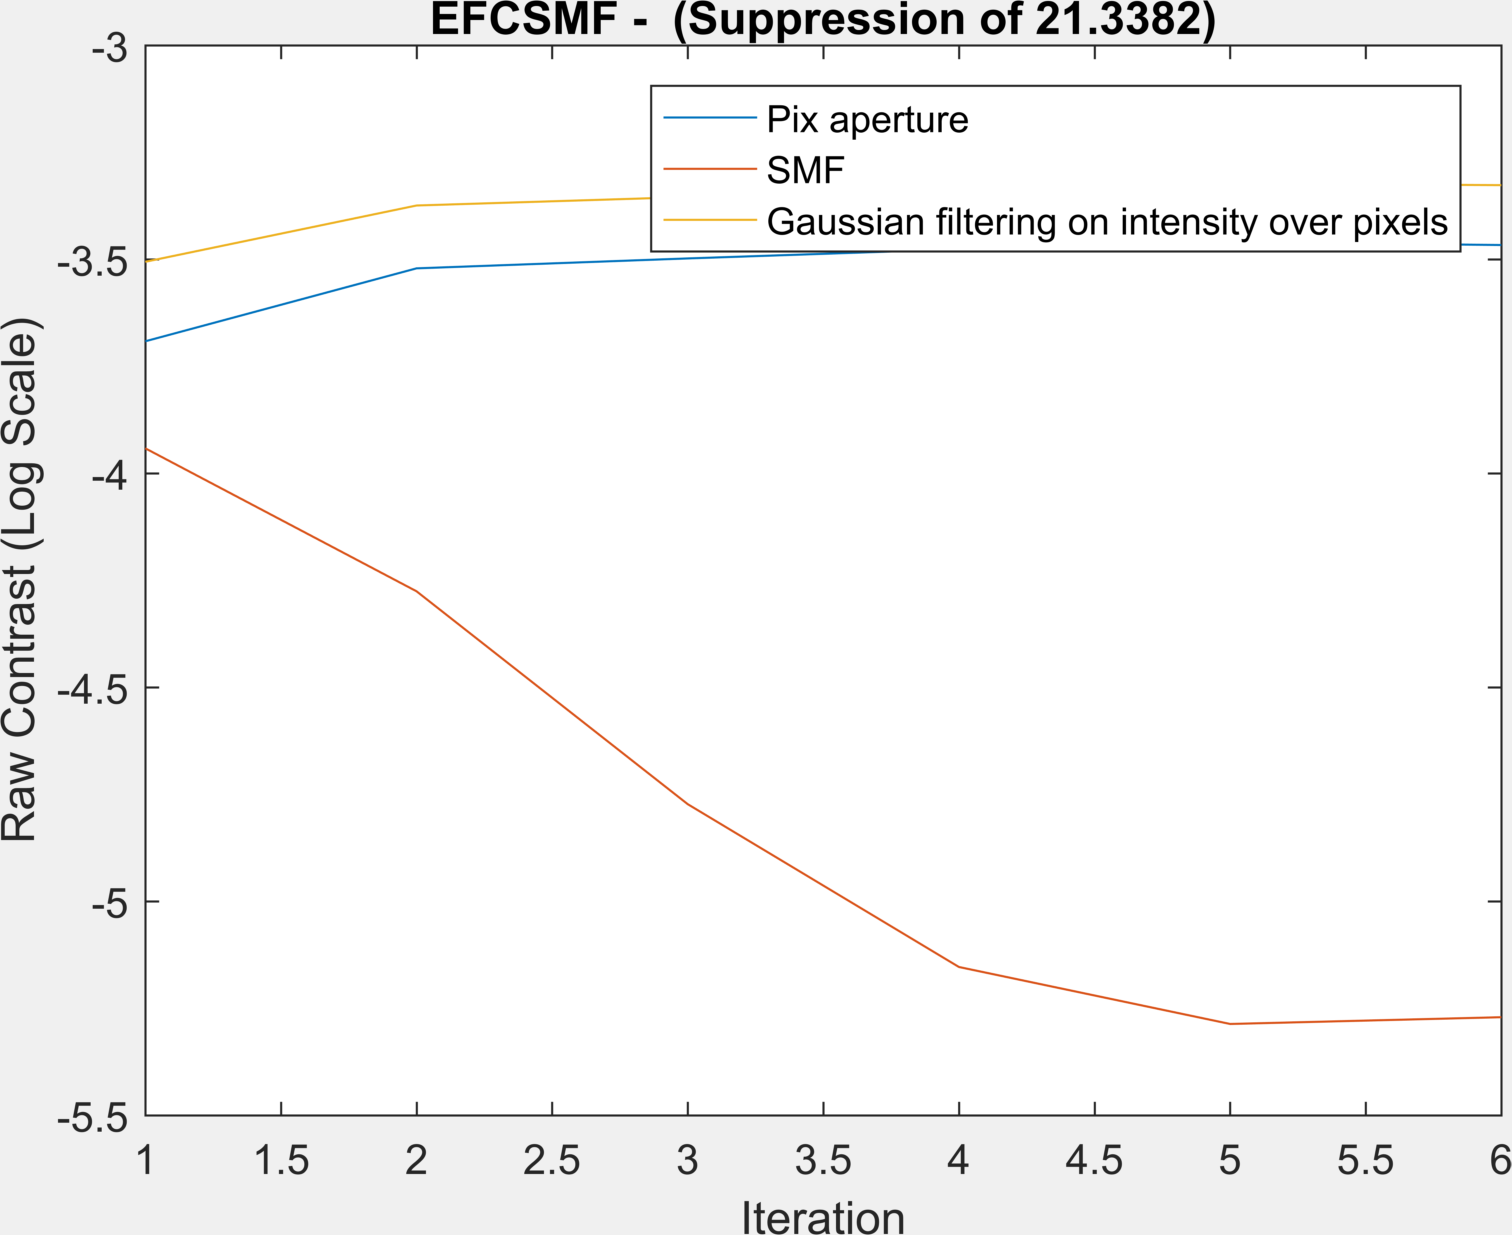 EFCSMF - (Suppression of 21.3382)
Pix aperture
SMF
Gaussian filtering on intensity over pixels
Raw Contrast (Log Scale)
-3
-3.5
-4
-4.5
-5
-5.5
1 1.5 2 2.5 3 3.5 4 4.5 5 5.5 6
Iteration